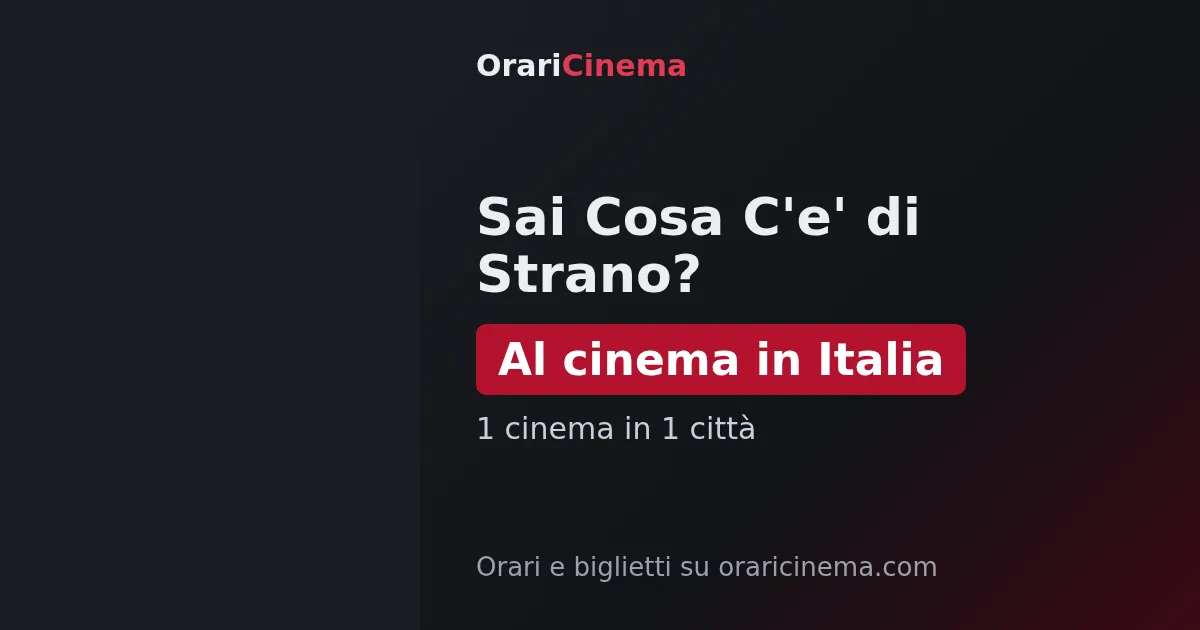 OrariCinema
Sai Cosa C'e' di
Strano?
Al cinema in Italia
1 cinema in 1 città
Orari e biglietti su oraricinema.com